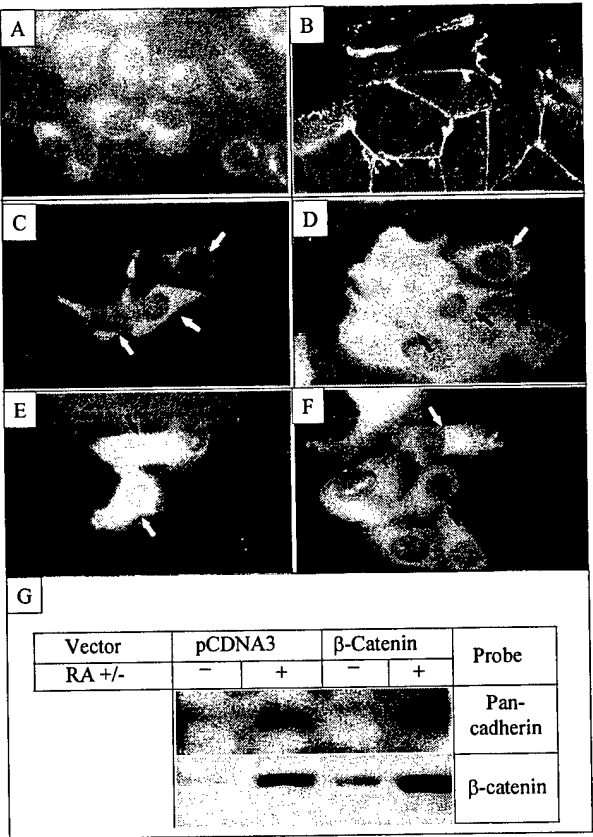 A
B
C
D
E
F
G
Vector pCDNA3 β-Catenin Probe
RA +/- − + − +
Pan-
cadherin
β-catenin